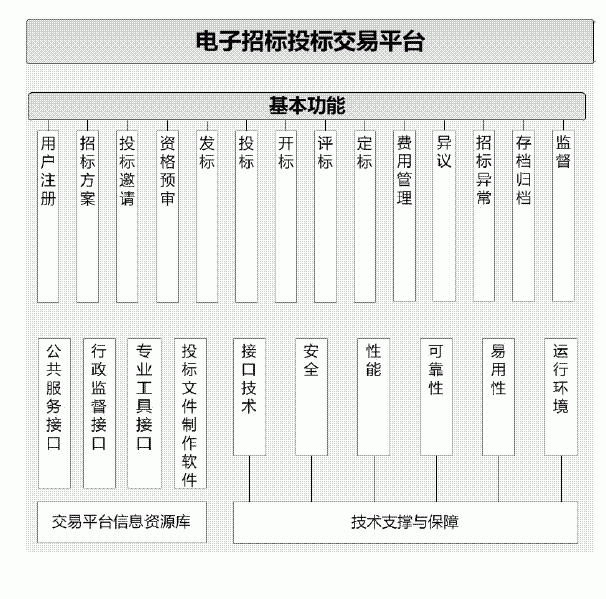 电子招标投标交易平台
基本功能
用户注册
招标方案
投标邀请
资格预审
发标
投标
开标
评标
定标
费用管理
异议
招标异常
存档归档
监督
公共服务接口
行政监督接口
专业工具接口
投标文件制作软件
接口技术
安全
性能
可靠性
易用性
运行环境
交易平台信息资源库
技术支撑与保障